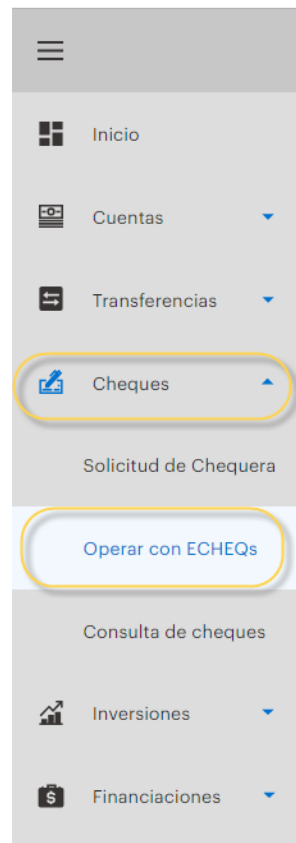 Inicio
Cuentas
Transferencias
Cheques
Solicitud de Chequera
Operar con ECHEQs
Consulta de cheques
Inversiones
Financiaciones